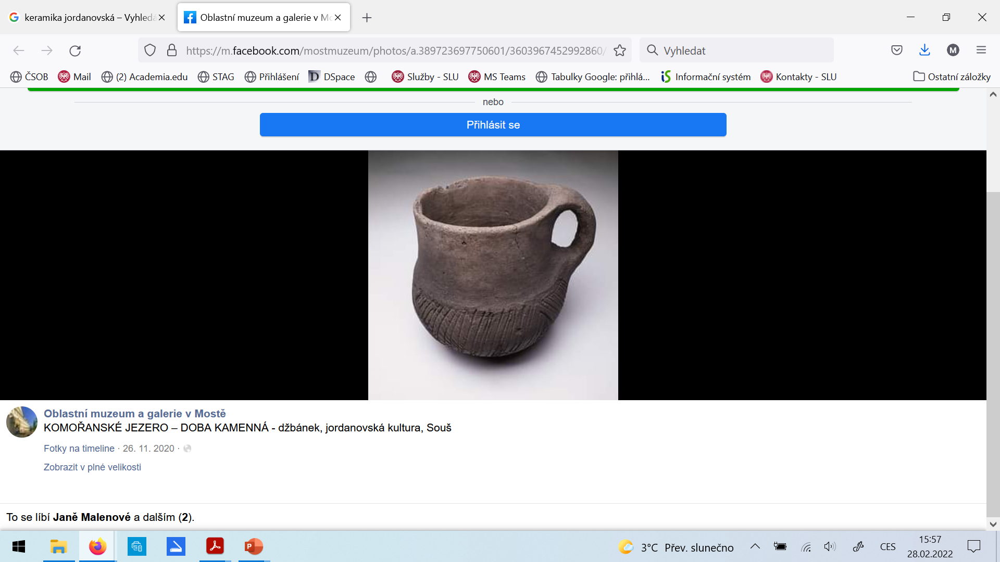 keramika jordanovská – Vyhledá
Oblastní muzeum a galerie v Mo
https://m.facebook.com/mostmuzeum/photos/a.389723697750601/3603967452992860/
Vyhledat
M
ČSOB
Mail
(2) Academia.edu
STAG
Přihlášení
D DSpace
Služby - SLU
MS Teams
Tabulky Google: přihlá...
iS Informační systém
Kontakty - SLU
Ostatní záložky
nebo
Přihlásit se
Oblastní muzeum a galerie v Mostě
KOMOŘANSKÉ JEZERO – DOBA KAMENNÁ - džbánek, jordanovská kultura, Souš
Fotky na timeline · 26. 11. 2020 ·
Zobrazit v plné velikosti
To se líbí Janě Malenové a dalším (2).
P
3°C Přev. slunečno
CES
15:57
28.02.2022